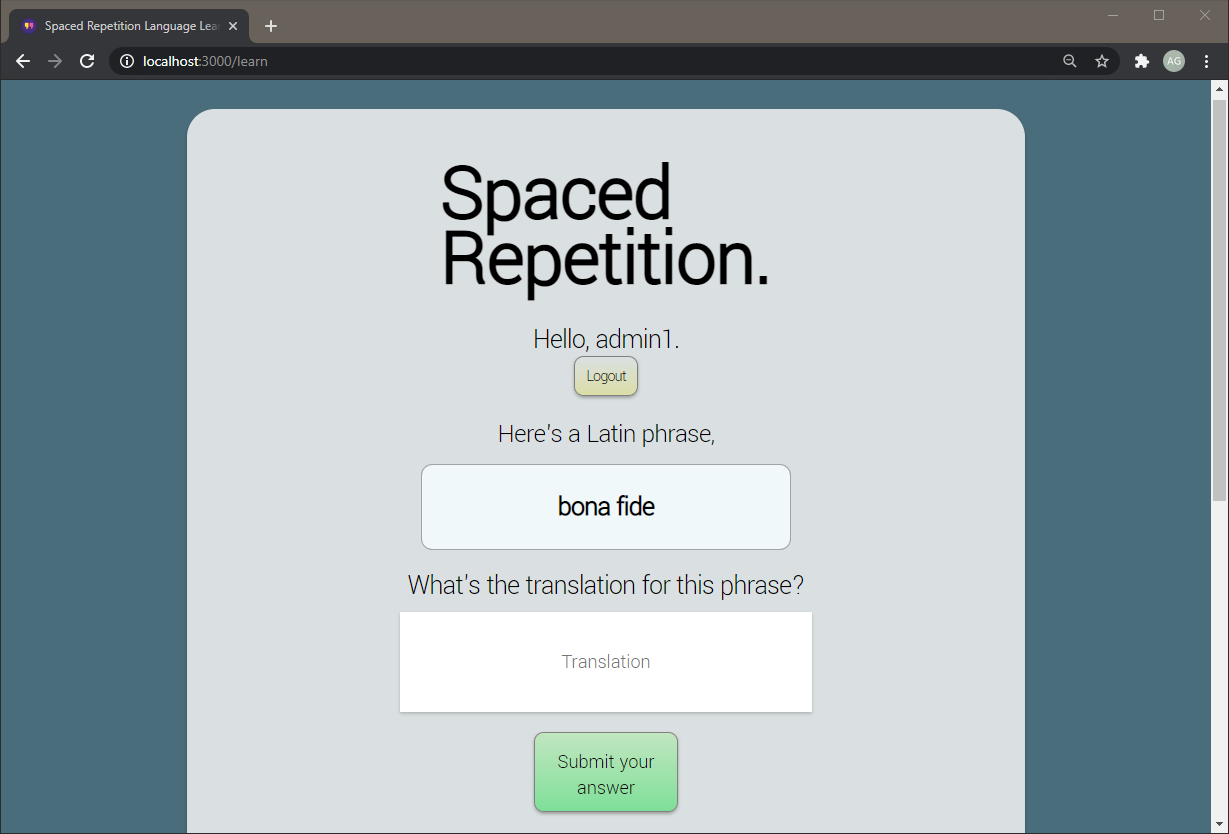 Spaced Repetition Language Lea
localhost:3000/learn
AG
Spaced
Repetition.
Hello, admin1.
Logout
Here's a Latin phrase,
bona fide
What's the translation for this phrase?
Translation
Submit your
answer